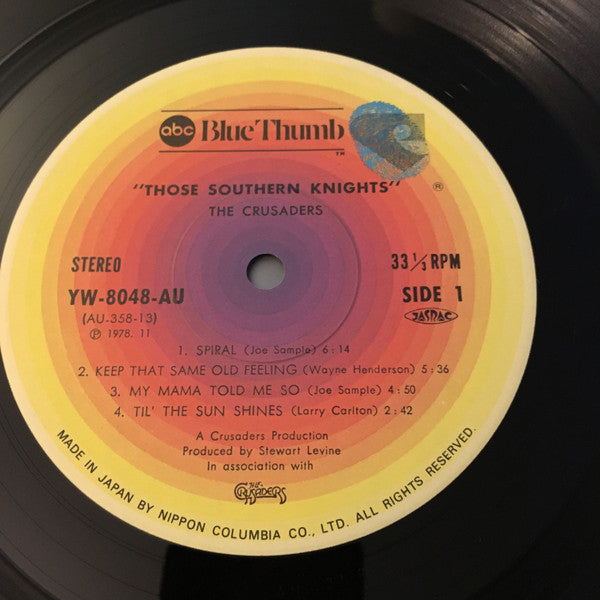 abc Blue Thumb
TM
"THOSE SOUTHERN KNIGHTS"
®
THE CRUSADERS
STEREO
33 1/3 RPM
YW-8048-AU
SIDE 1
(AU-358-13)
JASRAC
Ⓟ 1978. 11
1. SPIRAL (Joe Sample) 6:14
2. KEEP THAT SAME OLD FEELING (Wayne Henderson) 5:36
3. MY MAMA TOLD ME SO (Joe Sample) 4:50
4. TIL' THE SUN SHINES (Larry Carlton) 2:42
A Crusaders Production
Produced by Stewart Levine
In association with
THE CRUSADERS
MADE IN JAPAN BY NIPPON COLUMBIA CO., LTD. ALL RIGHTS RESERVED.